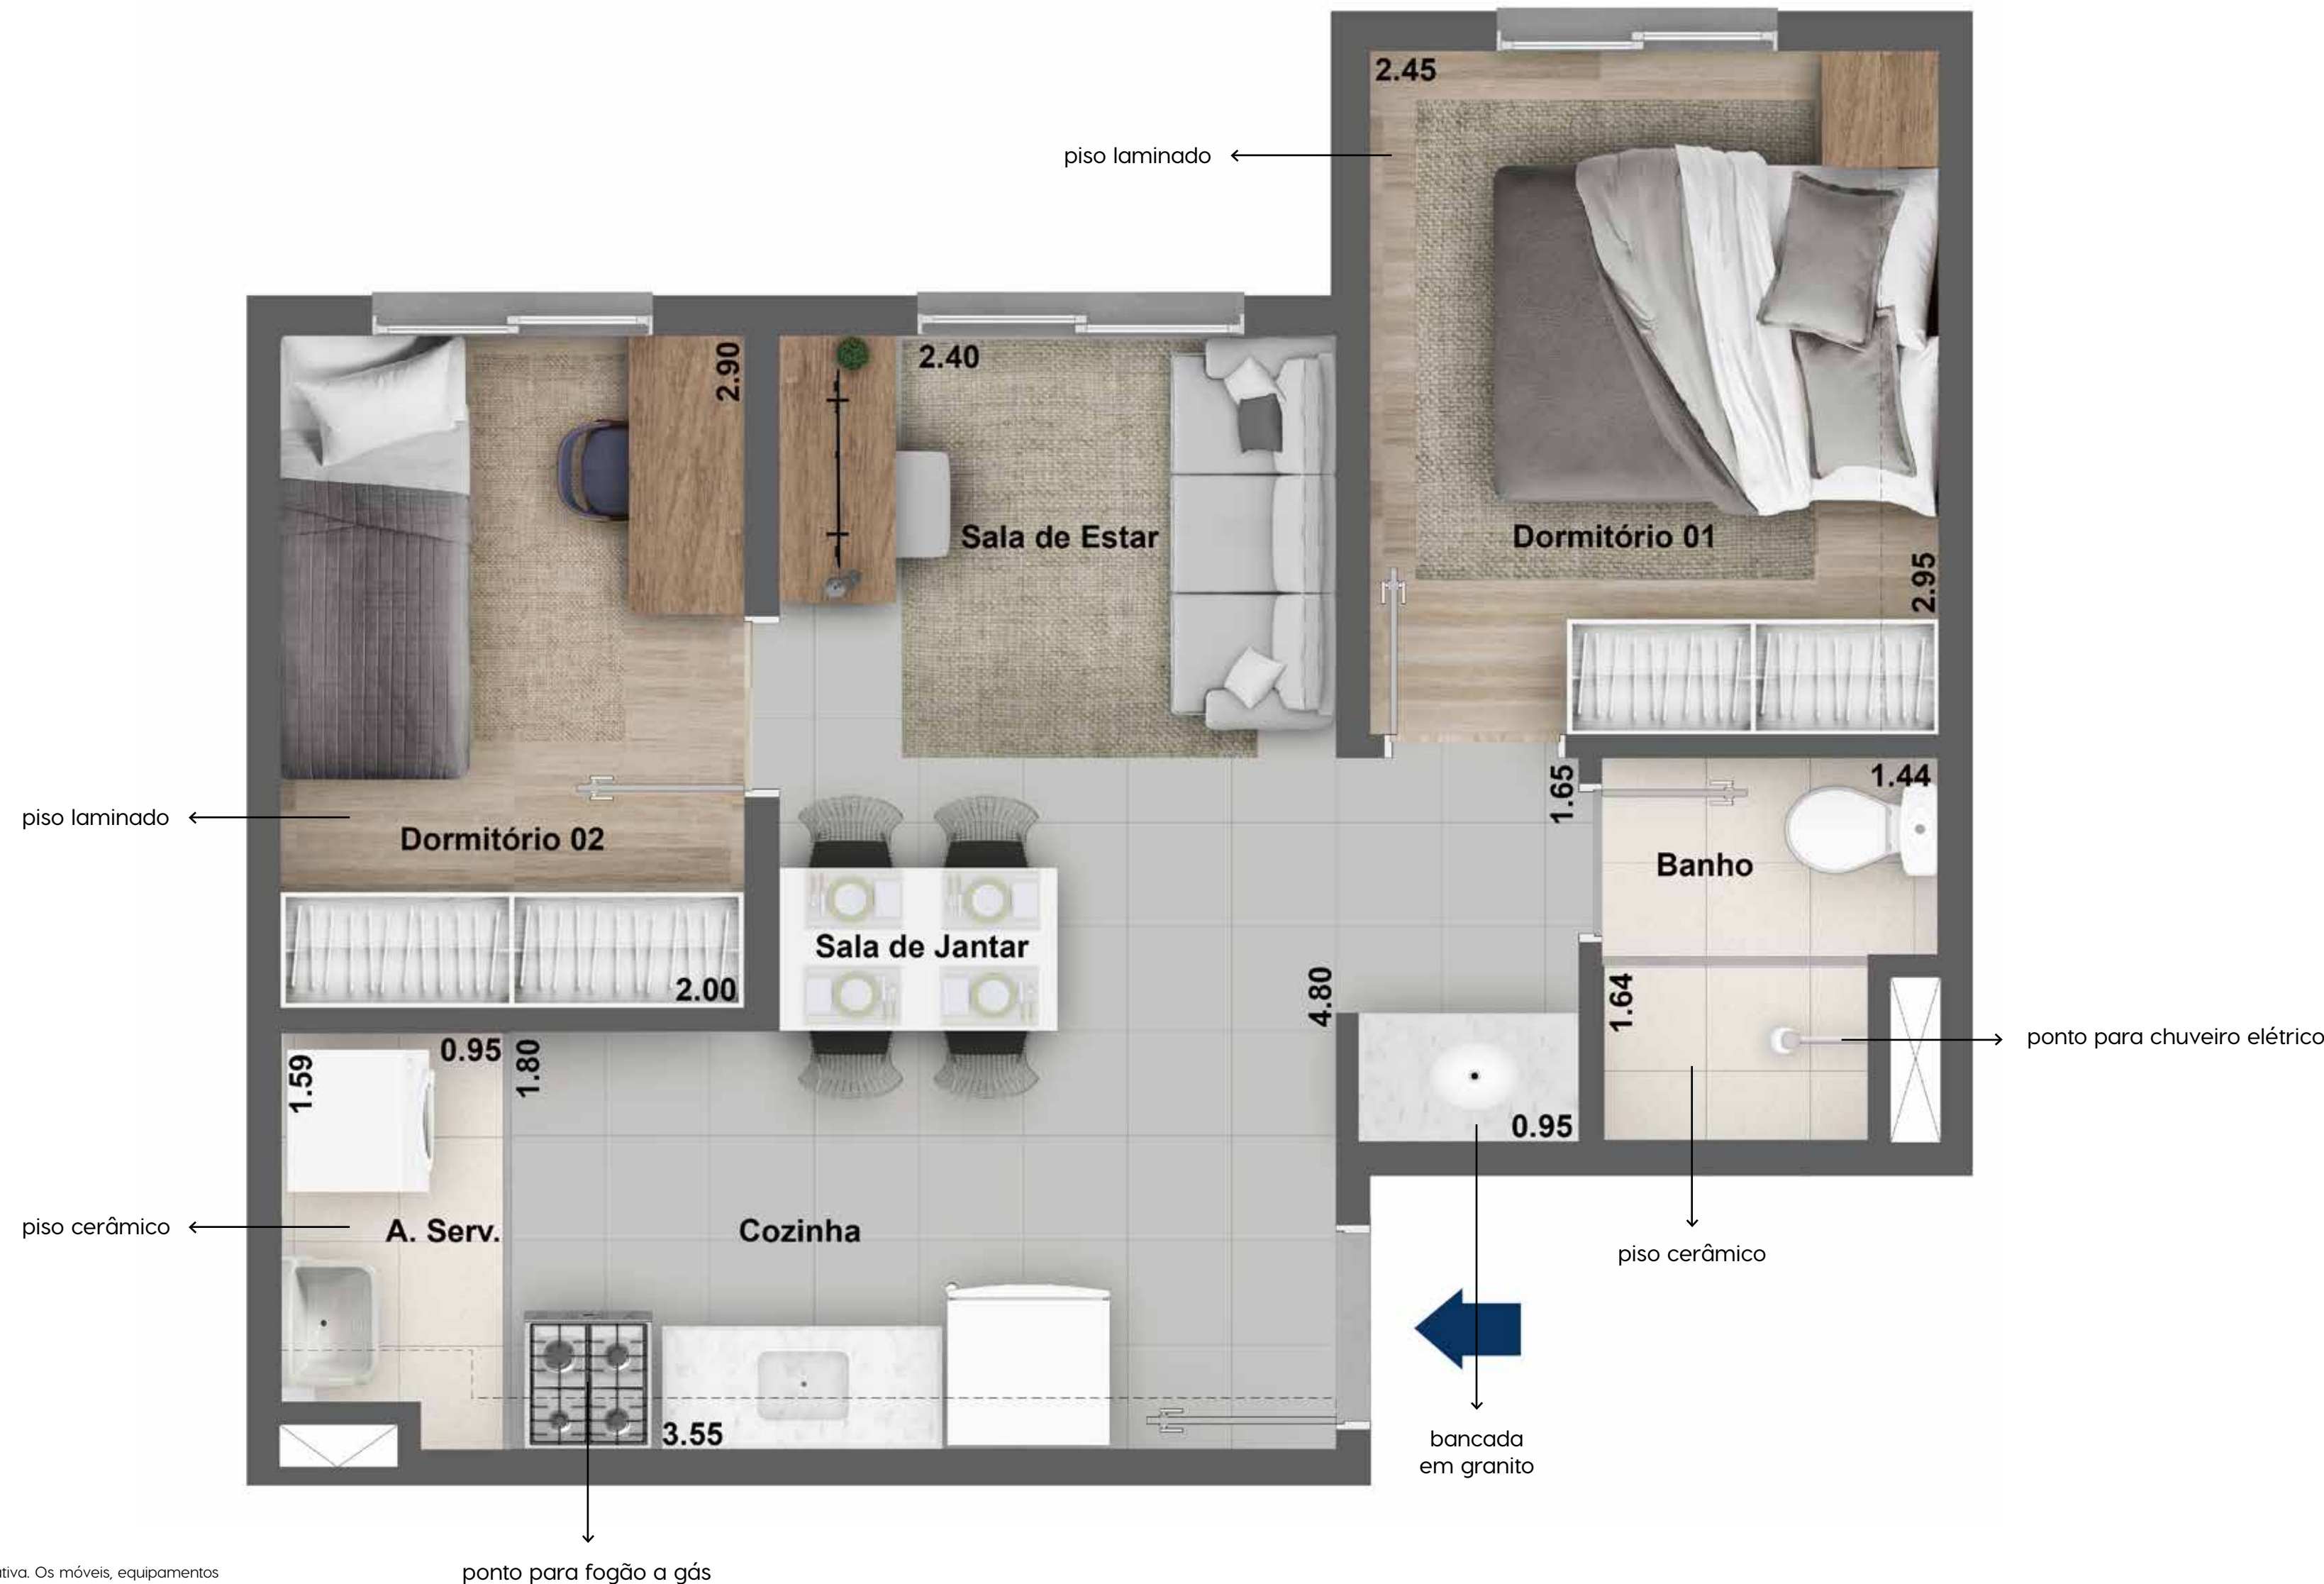 2.45
piso laminado
2.90
2.40
Sala de Estar
Dormitório 01
2.95
1.65
1.44
piso laminado
Dormitório 02
Banho
Sala de Jantar
2.00
4.80
1.64
ponto para chuveiro elétrico
1.59
0.95
1.80
0.95
piso cerâmico
A. Serv.
Cozinha
piso cerâmico
3.55
bancada
em granito
ponto para fogão a gás
Os móveis, equipamentos